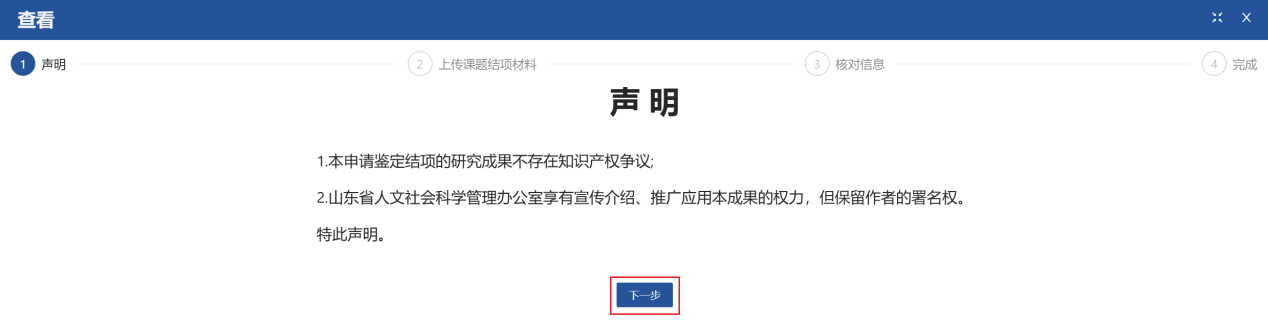 查看
1 声明
2 上传课题结项材料
3 核对信息
4 完成
声 明
1.本申请鉴定结项的研究成果不存在知识产权争议;
2.山东省人文社会科学管理办公室享有宣传介绍、推广应用本成果的权力，但保留作者的署名权。
特此声明。
下一步